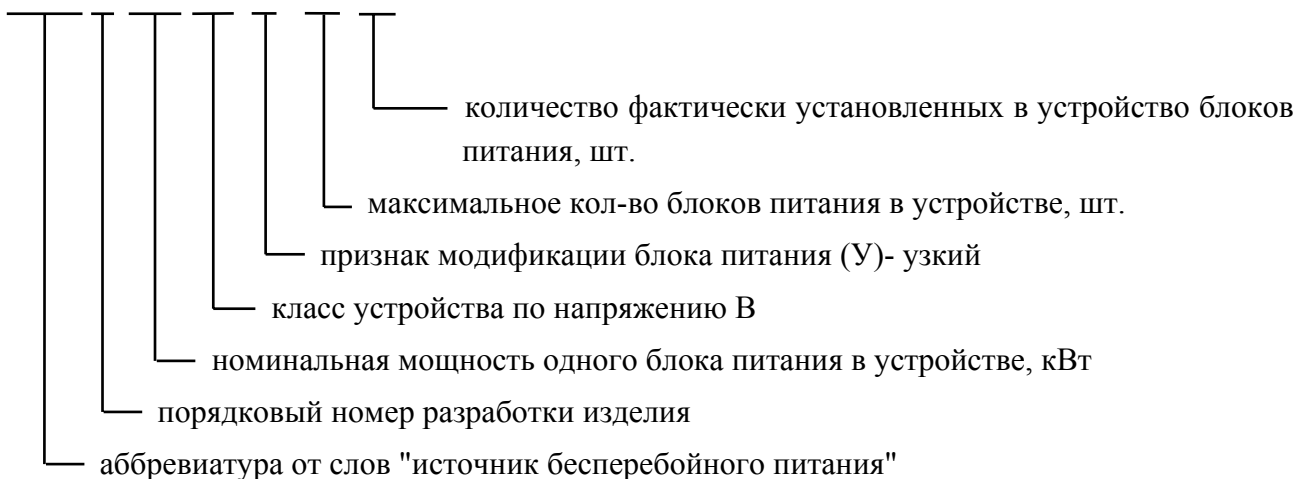 количество фактически установленных в устройство блоков
питания, шт.
максимальное кол-во блоков питания в устройстве, шт.
признак модификации блока питания (У)- узкий
класс устройства по напряжению В
номинальная мощность одного блока питания в устройстве, кВт
порядковый номер разработки изделия
аббревиатура от слов "источник бесперебойного питания"